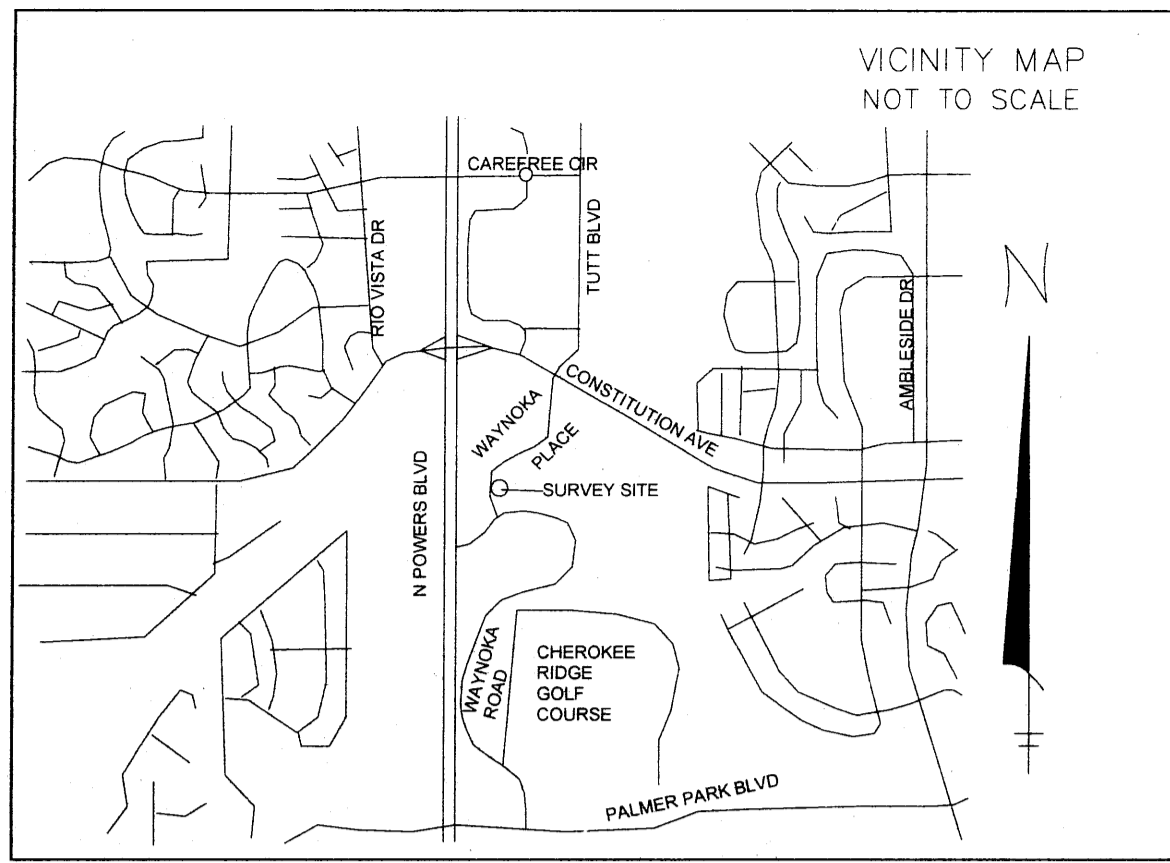 VICINITY MAP
NOT TO SCALE
CAREFREE CIR
RIO VISTA DR
TUTT BLVD
N
AMBLESIDE DR
CONSTITUTION AVE
WAYNOKA
PLACE
SURVEY SITE
N POWERS BLVD
WAYNOKA
ROAD
CHEROKEE
RIDGE
GOLF
COURSE
PALMER PARK BLVD